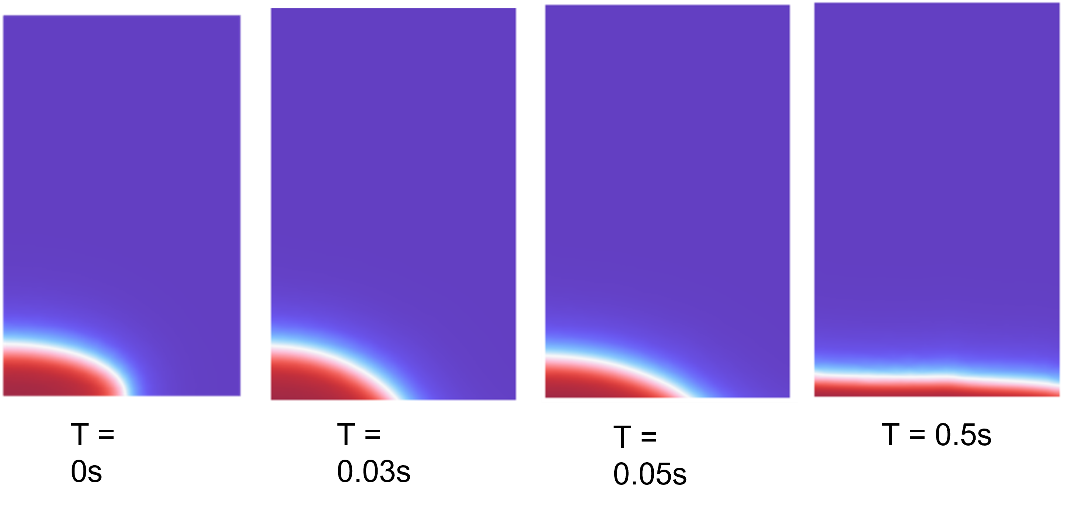 T =
0s
T =
0.03s
T =
0.05s
T = 0.5s